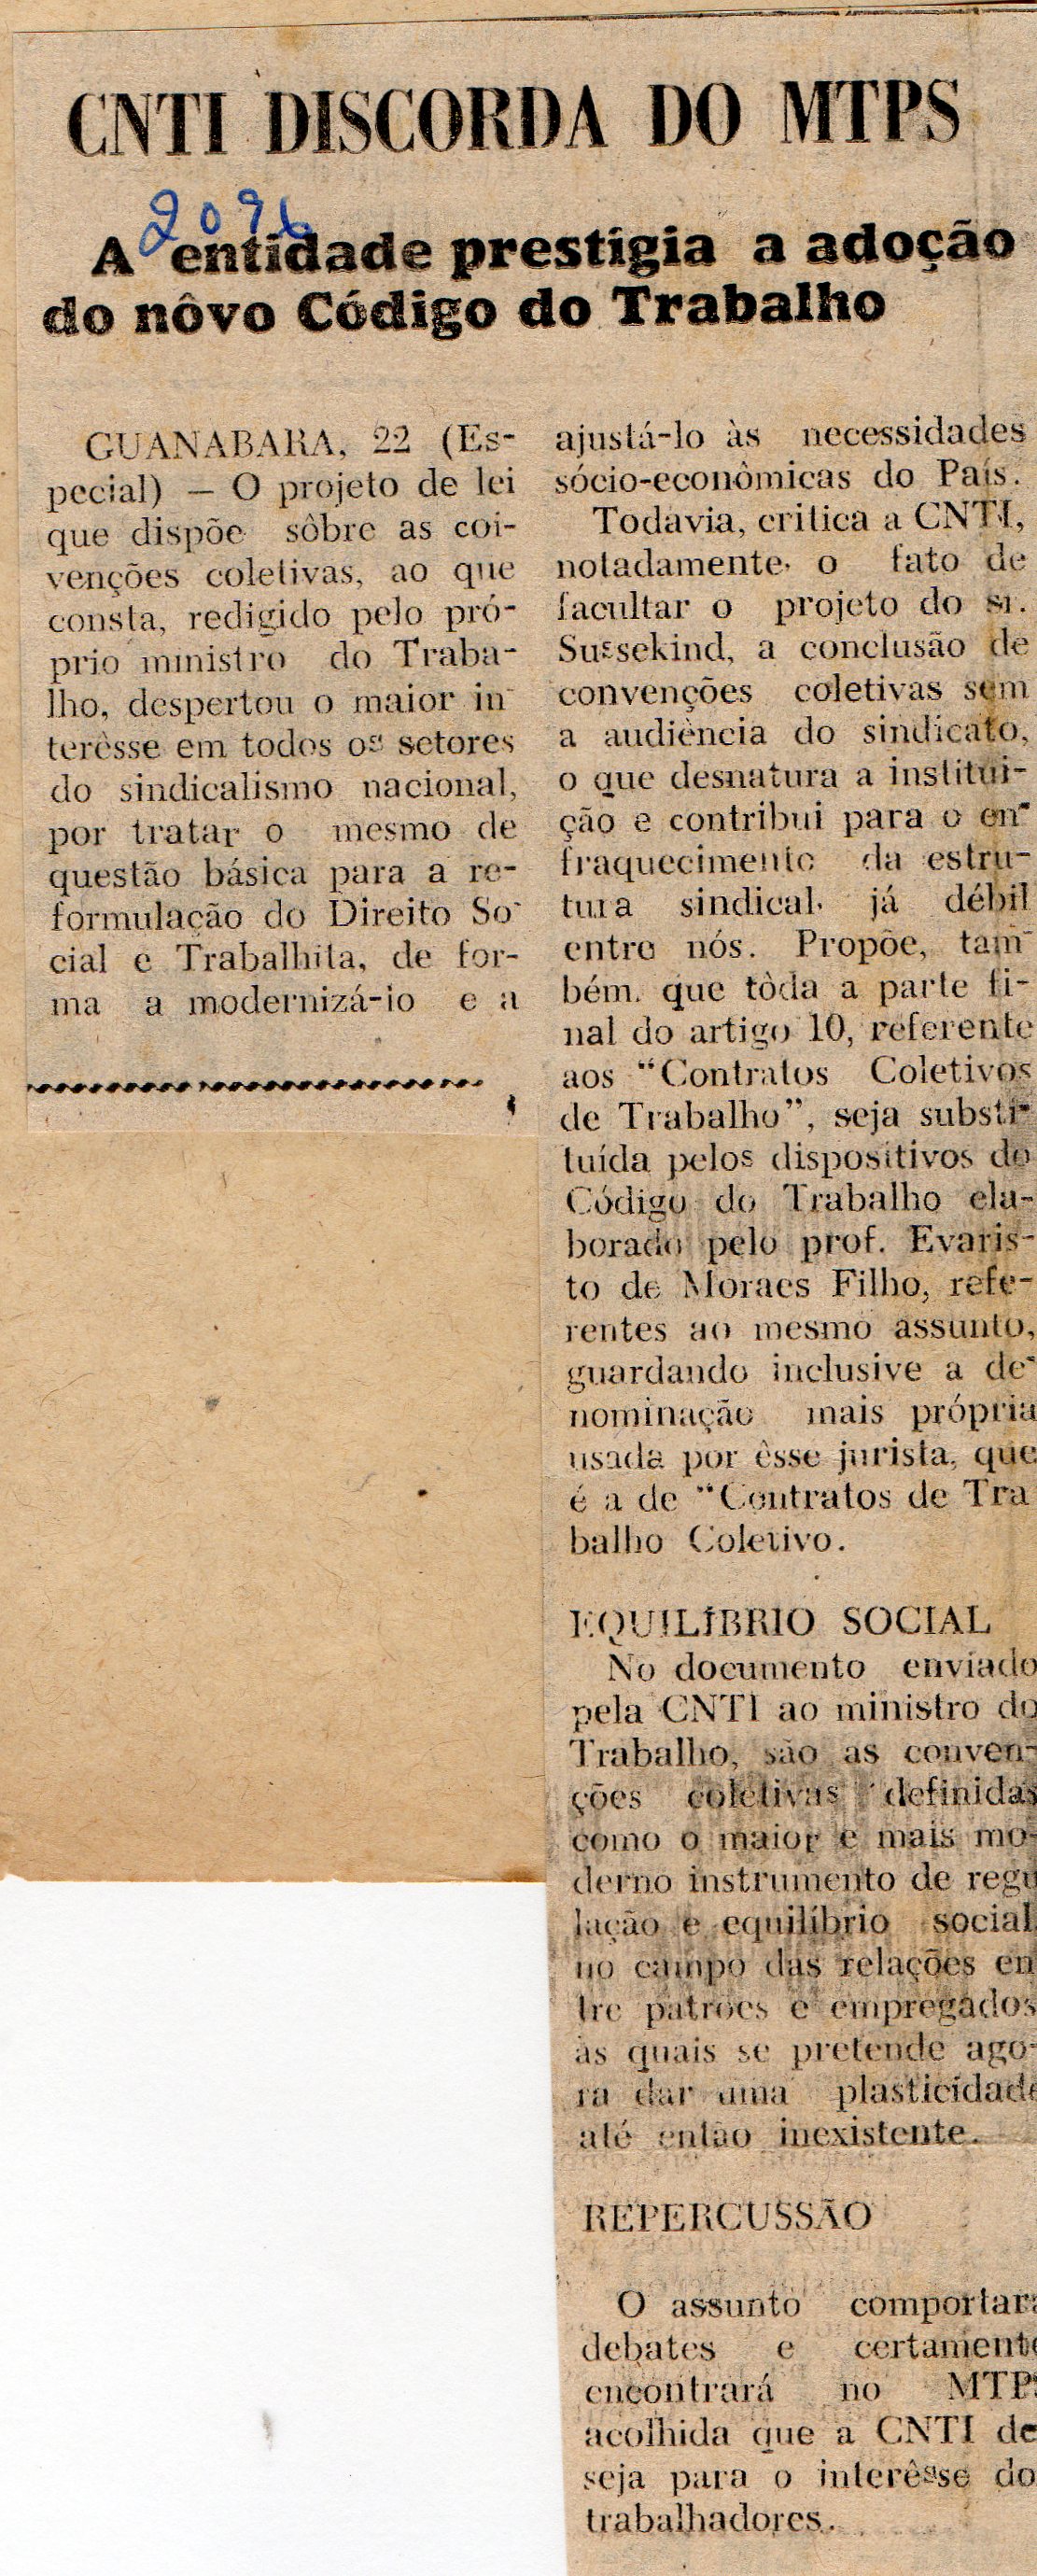 CNTI DISCORDA DO MTPS
2096
A entidade prestigia a adoção
do nôvo Código do Trabalho
GUANABARA, 22 (Es-
pecial) — O projeto de lei
que dispõe sôbre as coi-
venções coletivas, ao que
consta, redigido pelo pró-
prio ministro do Traba-
lho, despertou o maior in-
terêsse em todos os setores
do sindicalismo nacional,
por tratar o mesmo de
questão básica para a re-
formulação do Direito So-
cial e Trabalhita, de for-
ma a modernizá-io e a
ajustá-lo às necessidades
sócio-econômicas do País.
Todavia, critica a CNTI,
notadamente, o fato de
facultar o projeto do sr.
Sussekind, a conclusão de
convenções coletivas sem
a audiência do sindicato,
o que desnatura a institui-
ção e contribui para o en-
fraquecimento da estru-
tura sindical, já débil
entre nós. Propõe, tam-
bém, que tôda a parte fi-
nal do artigo 10, referente
aos "Contratos Coletivos
de Trabalho", seja substi-
tuída pelos dispositivos do
Código do Trabalho ela-
borado pelo prof. Evaris-
to de Moraes Filho, refe-
rentes ao mesmo assunto,
guardando inclusive a de-
nominação mais própria
usada por êsse jurista, que
é a de "Contratos de Tra
balho Coletivo.
EQUILÍBRIO SOCIAL
No documento enviado
pela CNTI ao ministro do
Trabalho, são as conven-
ções coletivas definidas
como o maior e mais mo-
derno instrumento de regu
lação e equilíbrio social
no campo das relações en
tre patrões e empregados
às quais se pretende ago-
ra dar uma plasticidade
até então inexistente.
REPERCUSSÃO
O assunto comportará
debates e certamente
encontrará no MTPS
acolhida que a CNTI de
seja para o interêsse do
trabalhadores.